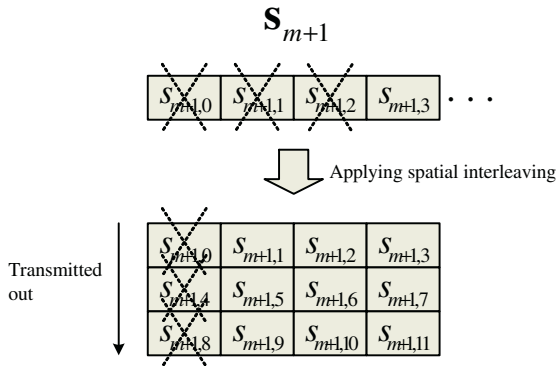 s_{m+1}
s_{m+1,0} s_{m+1,1} s_{m+1,2} s_{m+1,3} . . .
Applying spatial interleaving
s_{m+1,0} s_{m+1,1} s_{m+1,2} s_{m+1,3}
Transmitted
out
s_{m+1,4} s_{m+1,5} s_{m+1,6} s_{m+1,7}
s_{m+1,8} s_{m+1,9} s_{m+1,10} s_{m+1,11}